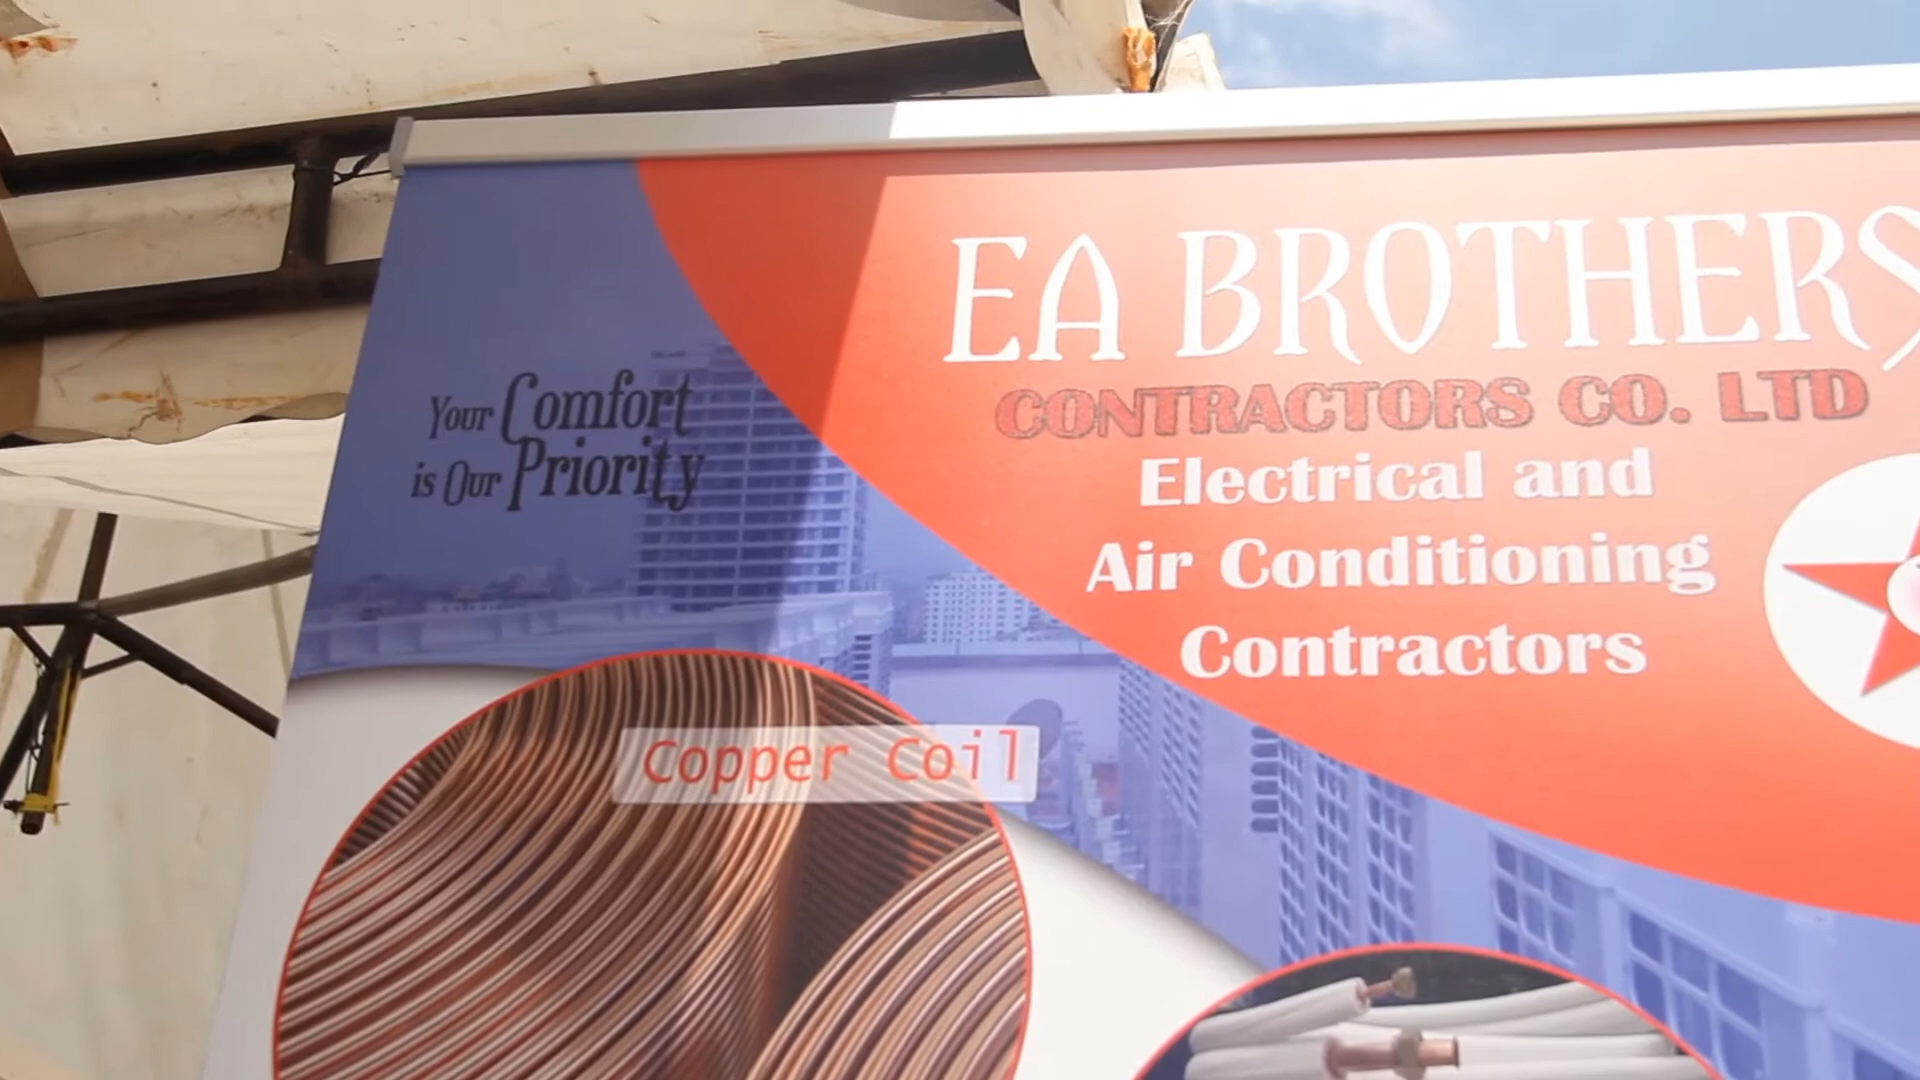 EA BROTHERS
CONTRACTORS CO. LTD
Electrical and
Air Conditioning
Contractors
Your Comfort
is Our Priority
Copper Coil